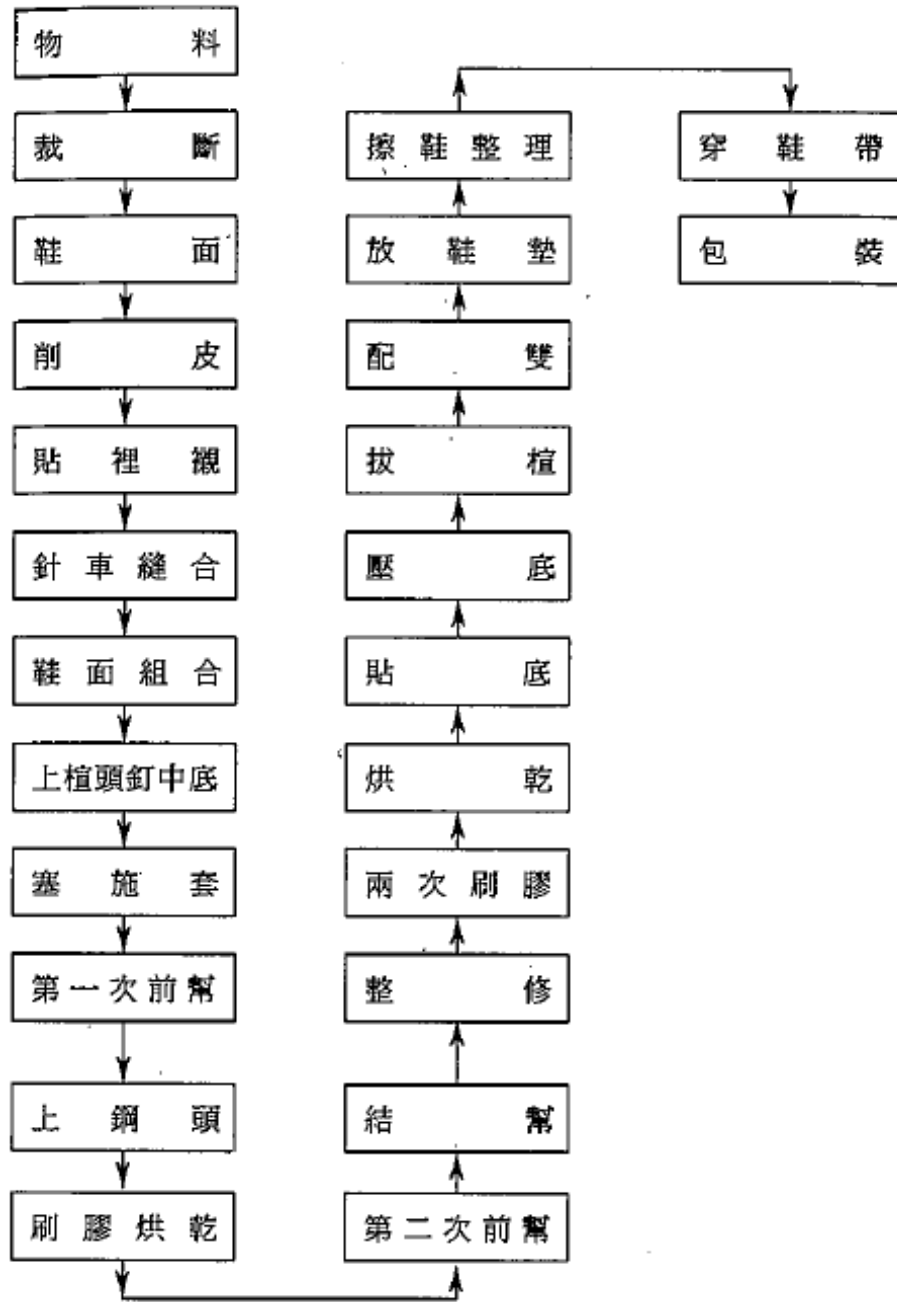 物料
裁斷
鞋面
削皮
貼裡襯
針車縫合
鞋面組合
上楦頭釘中底
塞施套
第一次前幫
上鋼頭
刷膠烘乾
第二次前幫
結幫
整修
兩次刷膠
烘乾
貼底
壓底
拔楦
配雙
放鞋墊
擦鞋整理
穿鞋帶
包裝